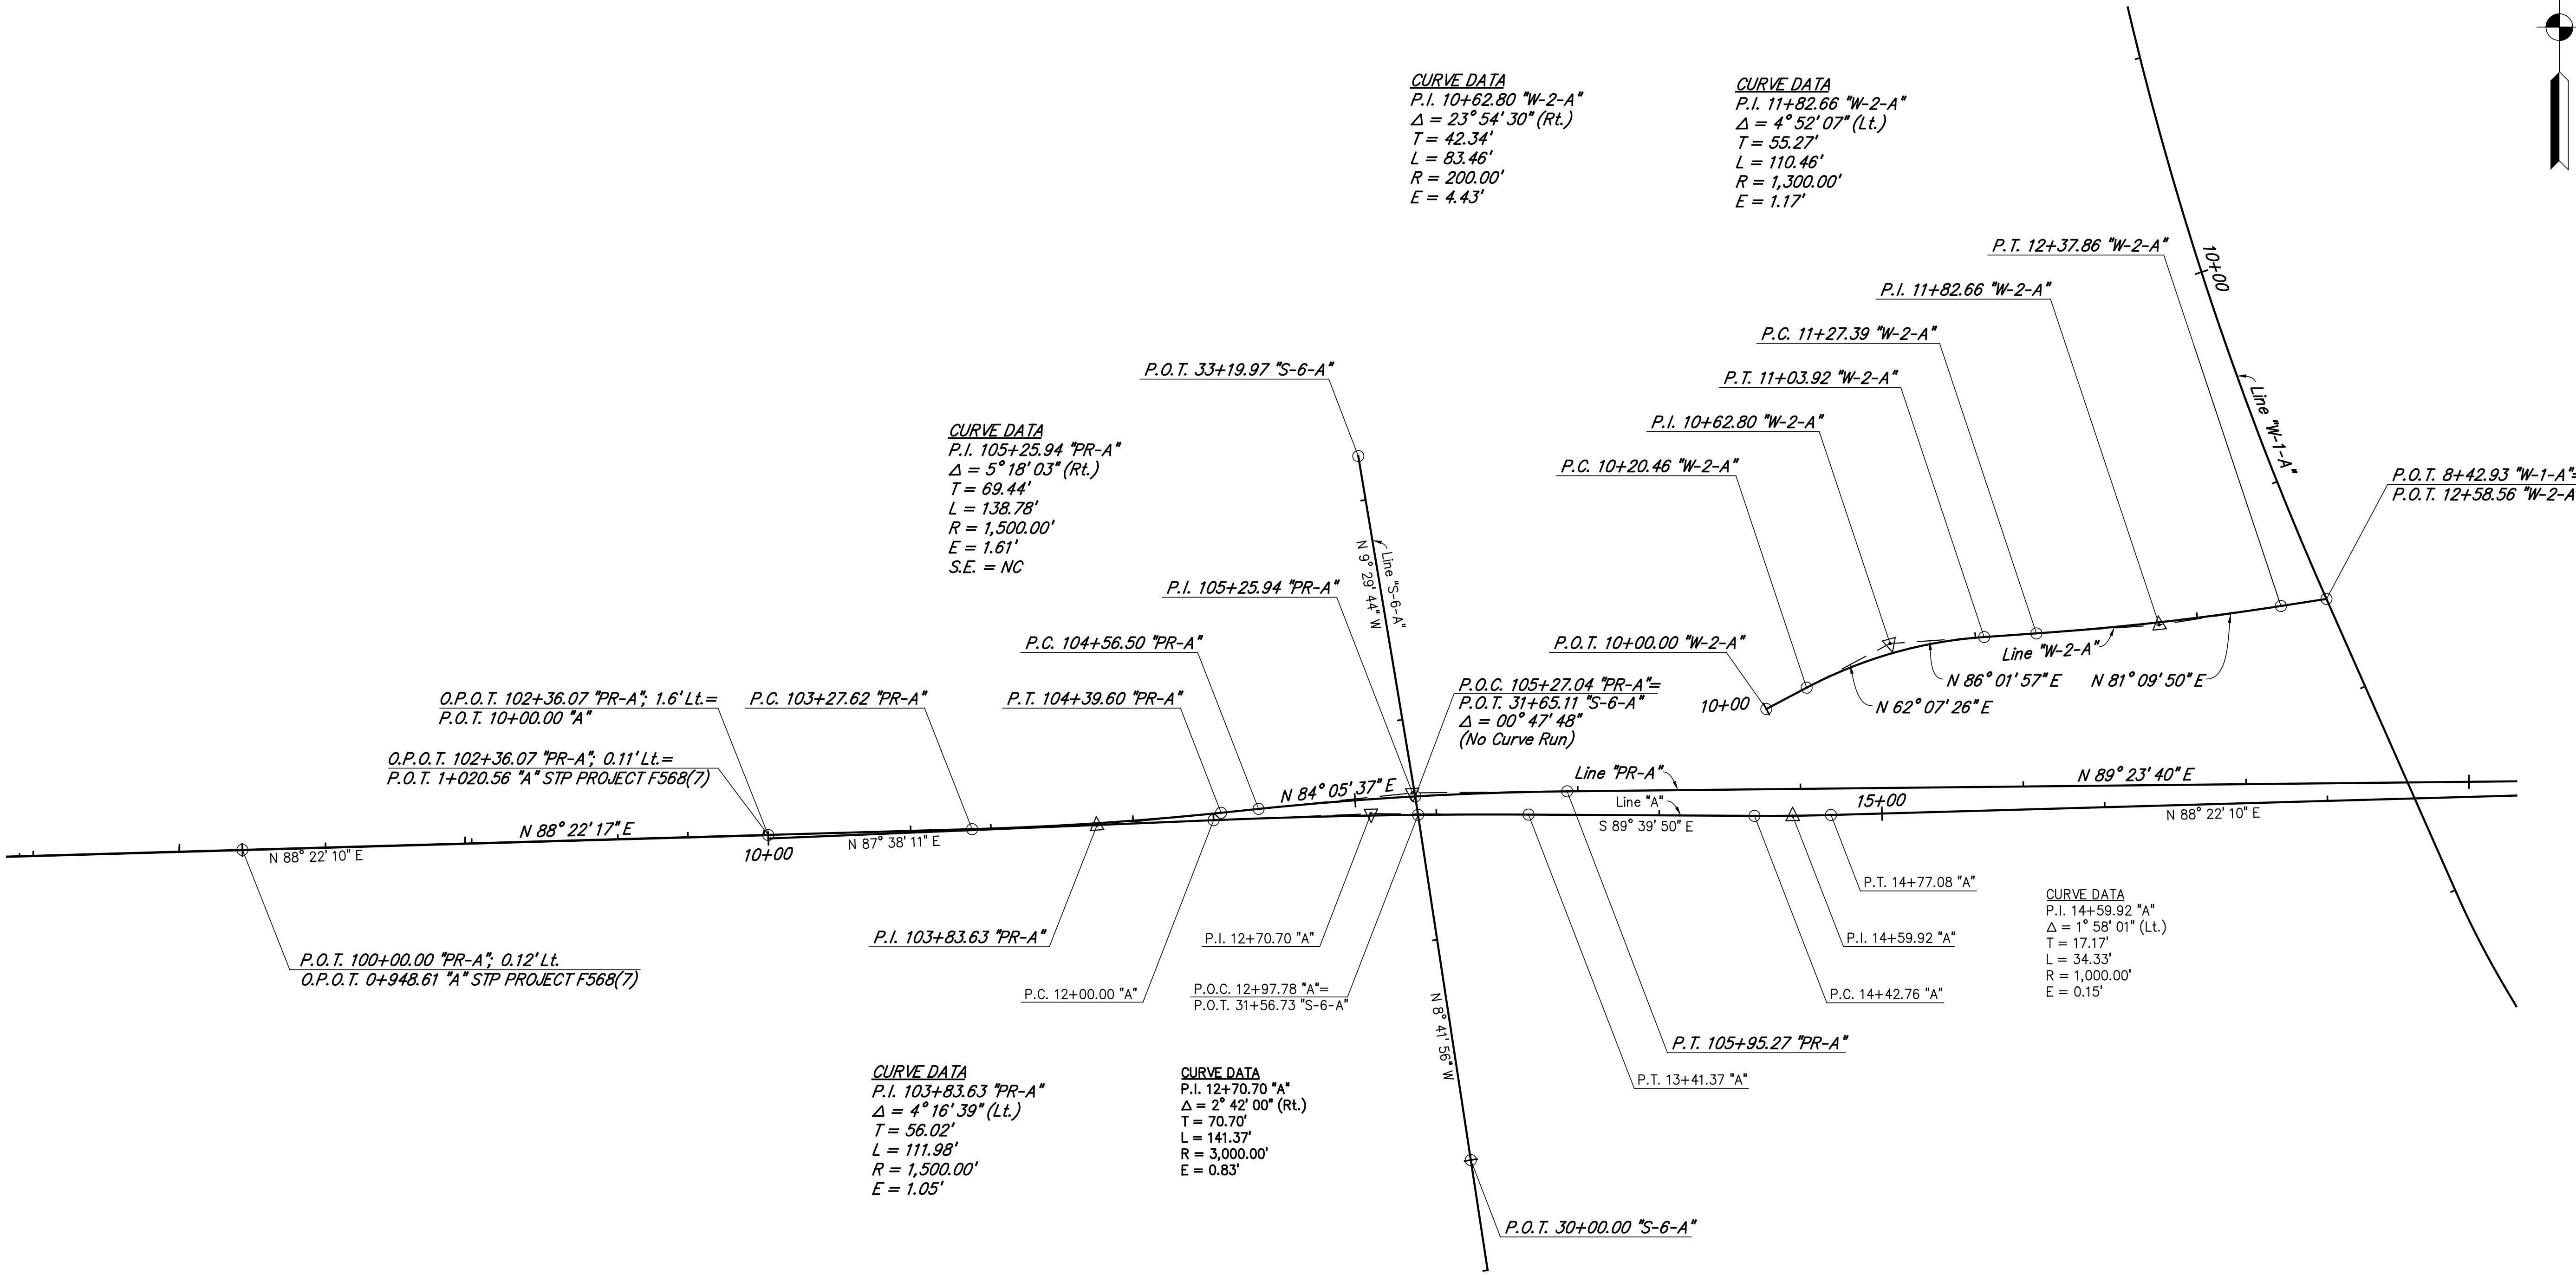 CURVE DATA
P.I. 10+62.80 "W-2-A"
Δ = 23° 54' 30" (Rt.)
T = 42.34'
L = 83.46'
R = 200.00'
E = 4.43'
CURVE DATA
P.I. 11+82.66 "W-2-A"
Δ = 4° 52' 07" (Lt.)
T = 55.27'
L = 110.46'
R = 1,300.00'
E = 1.17'
P.T. 12+37.86 "W-2-A"
10+00
P.I. 11+82.66 "W-2-A"
P.C. 11+27.39 "W-2-A"
P.T. 11+03.92 "W-2-A"
P.I. 10+62.80 "W-2-A"
P.C. 10+20.46 "W-2-A"
Line "W-1-A"
P.O.T. 8+42.93 "W-1-A"=
P.O.T. 12+58.56 "W-2-A
P.O.T. 33+19.97 "S-6-A"
CURVE DATA
P.I. 105+25.94 "PR-A"
Δ = 5° 18' 03" (Rt.)
T = 69.44'
L = 138.78'
R = 1,500.00'
E = 1.61'
S.E. = NC
N 9° 29' 44" W
Line "S-6-A"
P.I. 105+25.94 "PR-A"
P.C. 104+56.50 "PR-A"
P.O.T. 10+00.00 "W-2-A"
Line "W-2-A"
N 86° 01' 57" E
N 81° 09' 50" E
10+00
N 62° 07' 26" E
O.P.O.T. 102+36.07 "PR-A"; 1.6' Lt.=
P.O.T. 10+00.00 "A"
P.C. 103+27.62 "PR-A"
P.T. 104+39.60 "PR-A"
P.O.C. 105+27.04 "PR-A"=
P.O.T. 31+65.11 "S-6-A"
Δ = 00° 47' 48"
(No Curve Run)
O.P.O.T. 102+36.07 "PR-A"; 0.11' Lt.=
P.O.T. 1+020.56 "A" STP PROJECT F568(7)
N 84° 05' 37" E
Line "PR-A"
N 89° 23' 40" E
Line "A"
15+00
N 88° 22' 17" E
S 89° 39' 50" E
N 88° 22' 10" E
N 88° 22' 10" E
10+00
N 87° 38' 11" E
P.T. 14+77.08 "A"
P.I. 103+83.63 "PR-A"
P.I. 12+70.70 "A"
P.I. 14+59.92 "A"
CURVE DATA
P.I. 14+59.92 "A"
Δ = 1° 58' 01" (Lt.)
T = 17.17'
L = 34.33'
R = 1,000.00'
E = 0.15'
P.O.T. 100+00.00 "PR-A"; 0.12' Lt.
O.P.O.T. 0+948.61 "A" STP PROJECT F568(7)
P.C. 12+00.00 "A"
P.O.C. 12+97.78 "A"=
P.O.T. 31+56.73 "S-6-A"
P.C. 14+42.76 "A"
N 8° 41' 56" W
P.T. 105+95.27 "PR-A"
P.T. 13+41.37 "A"
CURVE DATA
P.I. 103+83.63 "PR-A"
Δ = 4° 16' 39" (Lt.)
T = 56.02'
L = 111.98'
R = 1,500.00'
E = 1.05'
CURVE DATA
P.I. 12+70.70 "A"
Δ = 2° 42' 00" (Rt.)
T = 70.70'
L = 141.37'
R = 3,000.00'
E = 0.83'
P.O.T. 30+00.00 "S-6-A"